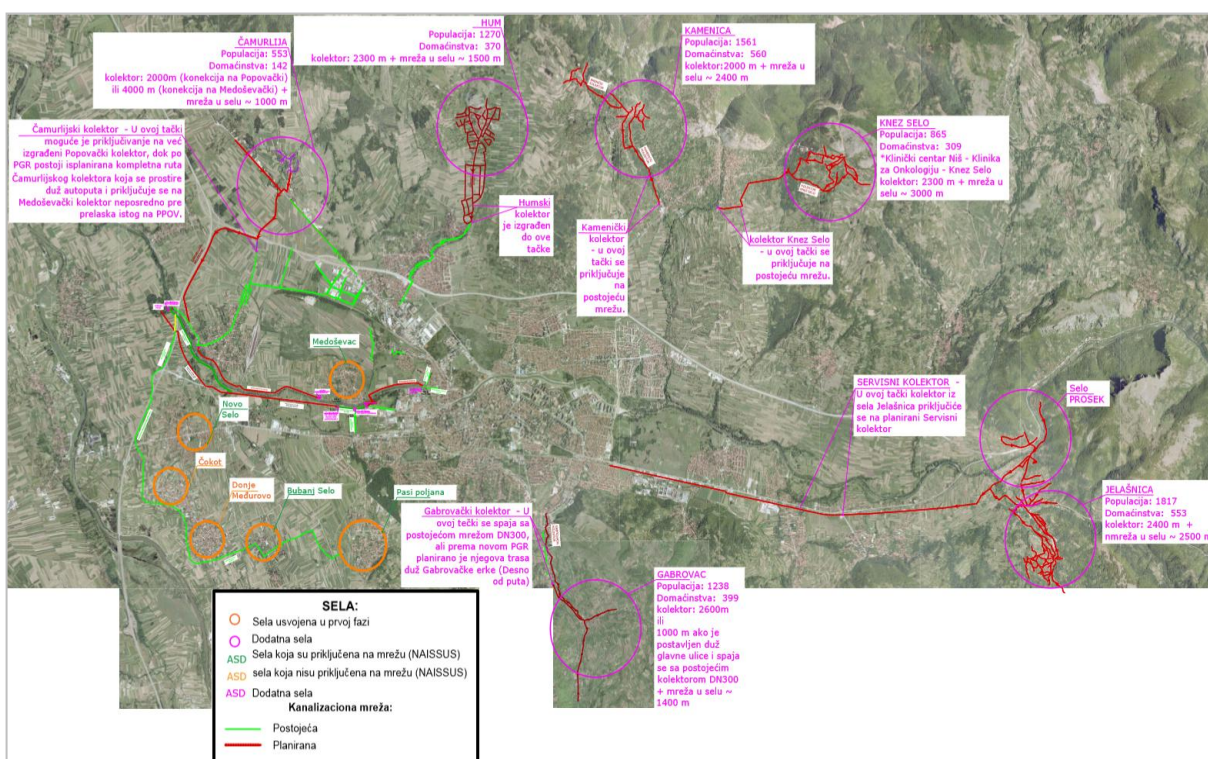 HUM
Populacija: 1270
Domaćinstva: 370
kolektor: 2300 m + mreža u selu ~ 1500 m
ČAMURLIJA
Populacija: 553
Domaćinstva: 142
kolektor: 2000m (konekcija na Popovački)
ili 4000 m (konekcija na Medoševački) +
mreža u selu ~ 1000 m
KAMENICA
Populacija: 1561
Domaćinstva: 560
kolektor:2000 m + mreža u
selu ~ 2400 m
Čamurlijski kolektor - U ovoj tački
moguće je priključivanje na već
izgrađeni Popovački kolektor, dok po
PGR postoji isplanirana kompletna ruta
Čamurlijskog kolektora koja se prostire
duž autoputa i priključuje se na
Medoševački kolektor neposredno pre
prelaska istog na PPOV.
KNEZ SELO
Populacija: 865
Domaćinstva: 309
*Klinički centar Niš - Klinika
za Onkologiju - Knez Selo
kolektor: 2300 m + mreža u
selu ~ 3000 m
Humski
kolektor
je izgrađen
do ove
tačke
Kamenički
kolektor
- u ovoj
tački se
priključuje
na
postojeću
mrežu.
kolektor Knez Selo
- u ovoj tački se
priključuje na
postojeću mrežu.
Medoševac
Novo
Selo
Čokot
Donje
Međurovo
Bubanj Selo
Pasi poljana
SERVISNI KOLEKTOR -
U ovoj tački kolektor iz
sela Jelašnica priključiće
se na planirani Servisni
kolektor
Selo
PROSEK
JELAŠNICA
Populacija: 1817
Domaćinstva: 553
kolektor: 2400 m +
nmreža u selu ~ 2500 m
Gabrovački kolektor - U
ovoj tečki se spaja sa
postojećom mrežom DN300,
ali prema novom PGR
planirano je njegova trasa
duž Gabrovačke erke (Desno
od puta)
GABROVAC
Populacija: 1238
Domaćinstva: 399
kolektor: 2600m
ili
1000 m ako je
postavljen duž
glavne ulice i spaja
se sa postojećim
kolektorom DN300
+ mreža u selu ~
1400 m
SELA:
Sela usvojena u prvoj fazi
Dodatna sela
ASD Sela koja su priključena na mrežu (NAISSUS)
ASD sela koja nisu priključena na mrežu (NAISSUS)
ASD Dodatna sela
Kanalizaciona mreža:
Postojeća
Planirana